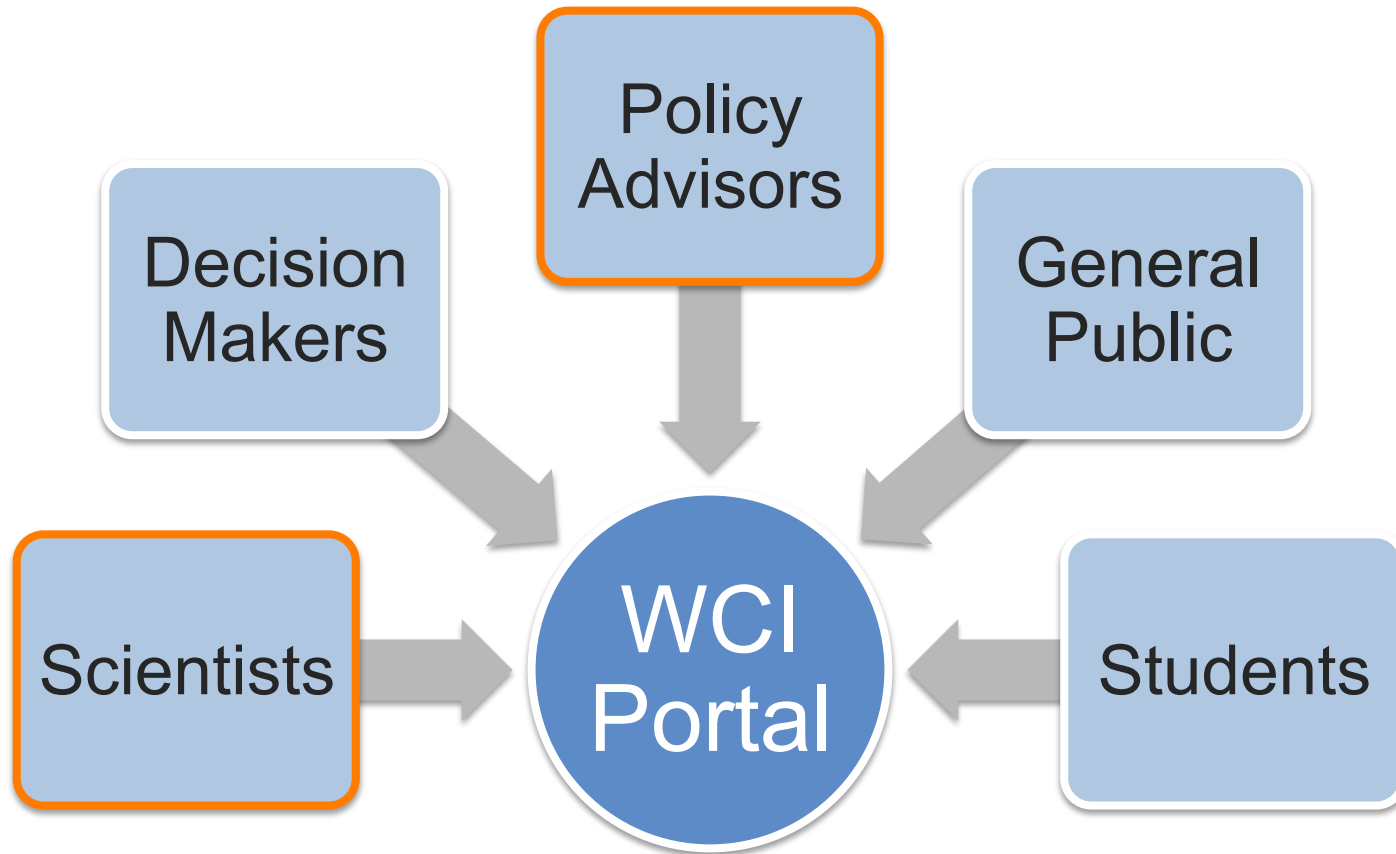 Policy
Advisors
Decision
Makers
General
Public
Scientists
WCI
Portal
Students